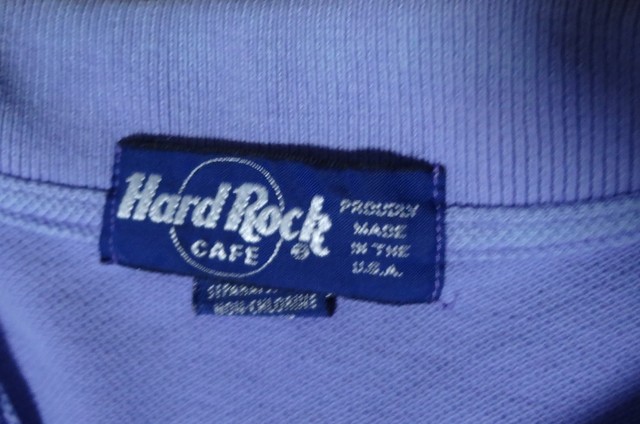 Hard Rock
CAFE ®
PROUDLY
MADE
IN THE
U.S.A.
NON-CHLORINE